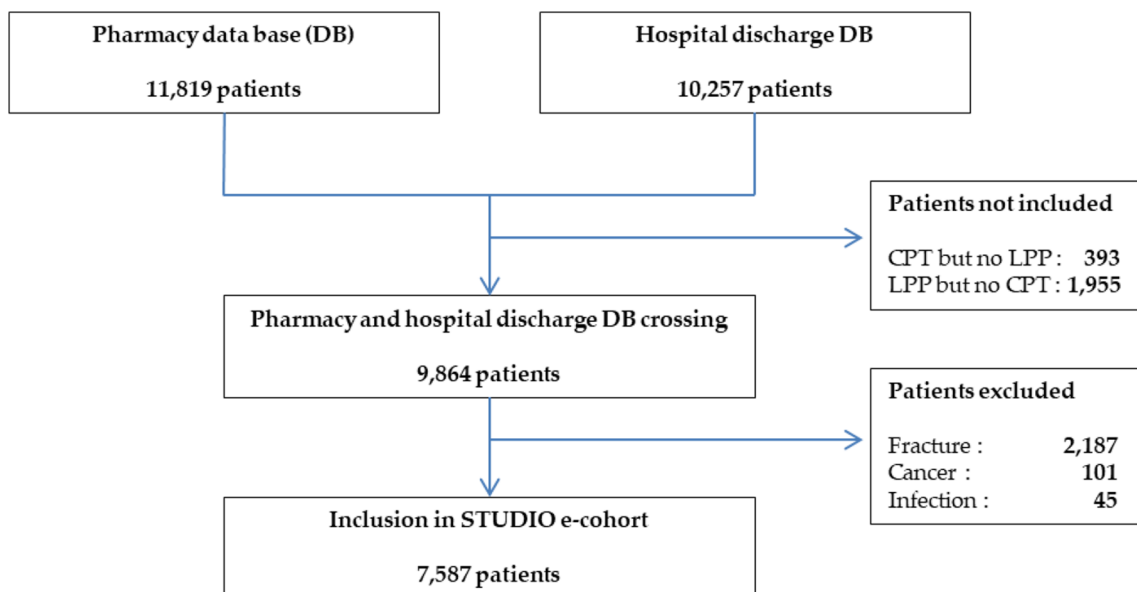 Pharmacy data base (DB)
11,819 patients
Hospital discharge DB
10,257 patients
Patients not included
CPT but no LPP : 393
LPP but no CPT : 1,955
Pharmacy and hospital discharge DB crossing
9,864 patients
Patients excluded
Fracture : 2,187
Cancer : 101
Infection : 45
Inclusion in STUDIO e-cohort
7,587 patients